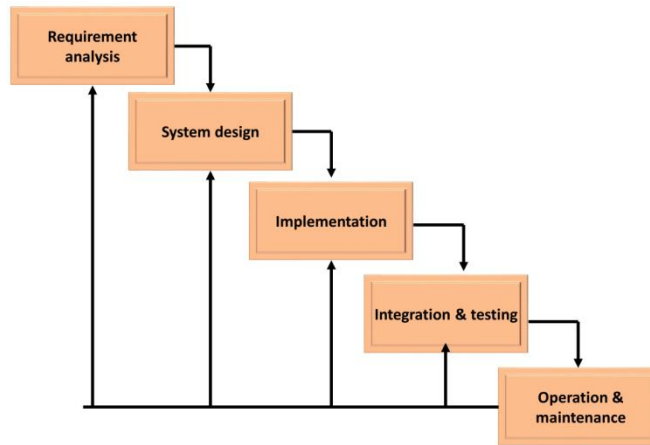 Requirement
analysis
System design
Implementation
Integration & testing
Operation &
maintenance